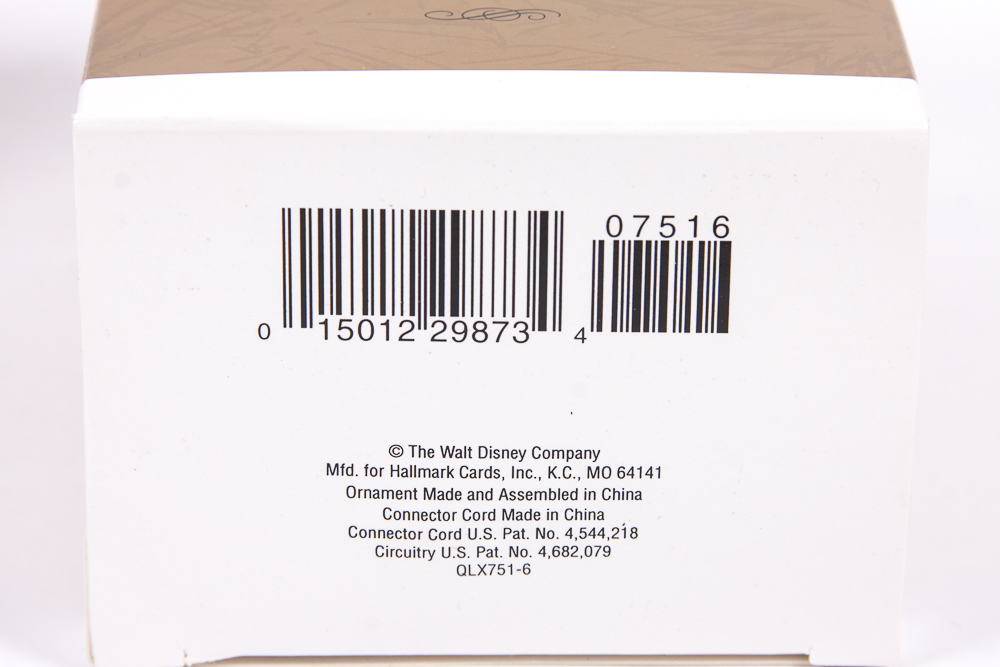 07516
0 15012 29873 4
© The Walt Disney Company
Mfd. for Hallmark Cards, Inc., K.C., MO 64141
Ornament Made and Assembled in China
Connector Cord Made in China
Connector Cord U.S. Pat. No. 4,544,218
Circuitry U.S. Pat. No. 4,682,079
QLX751-6